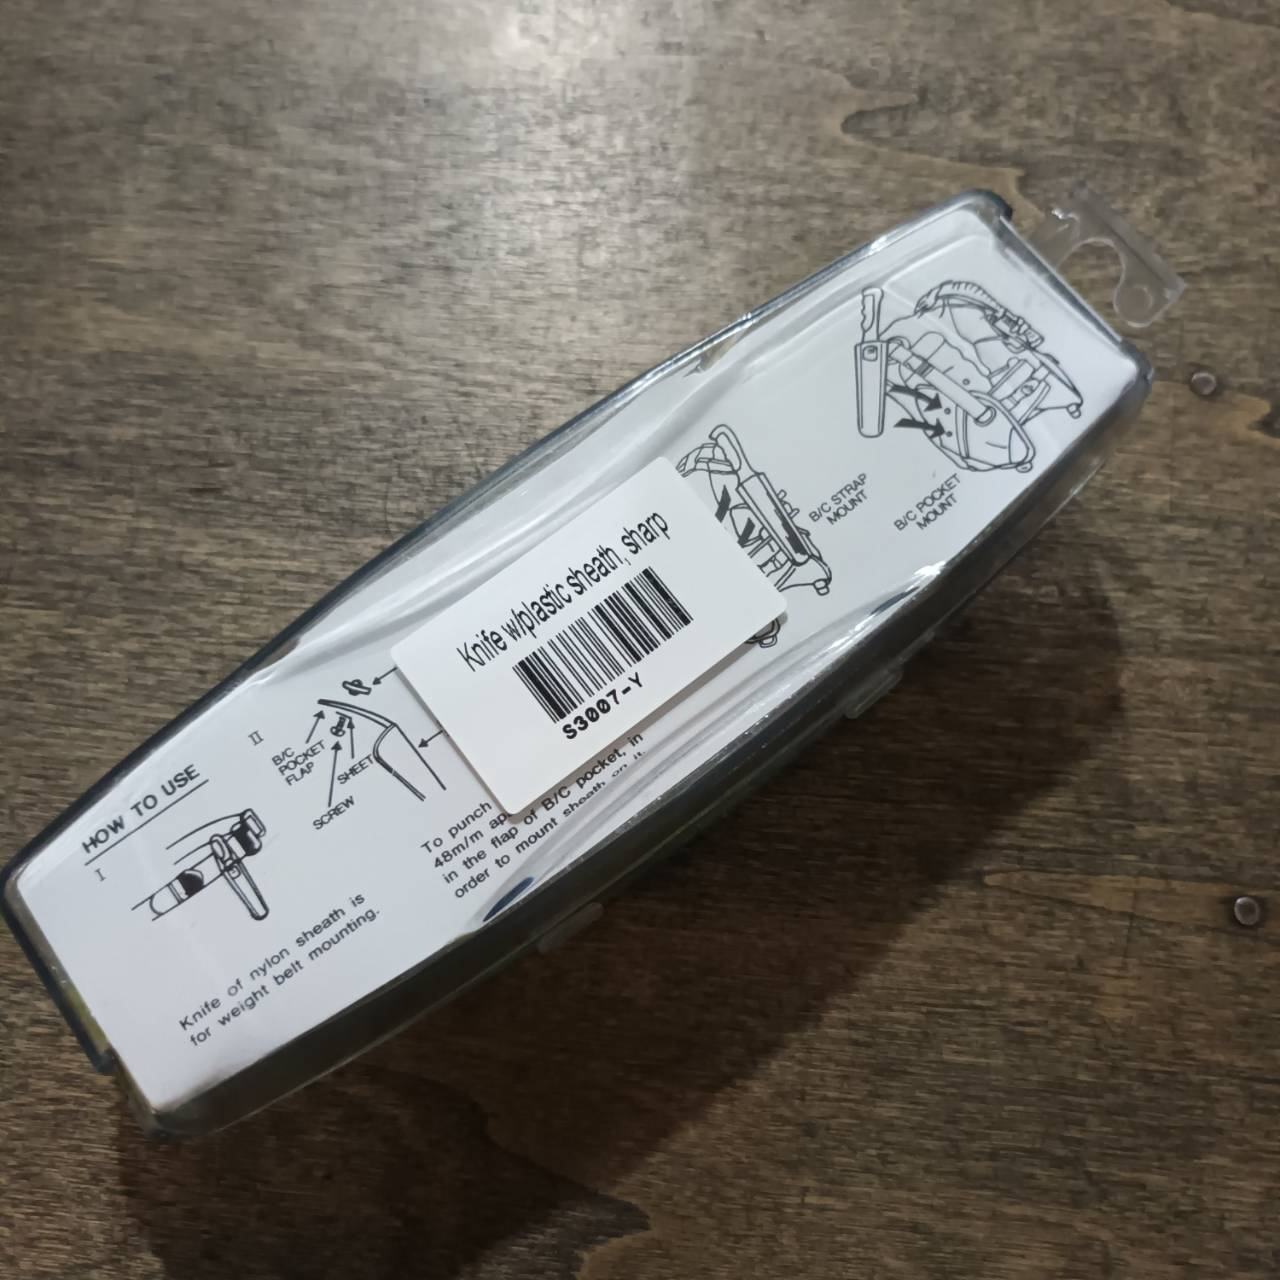 HOW TO USE
I
Knife of nylon sheath is
for weight belt mounting.
II
B/C
POCKET
FLAP
SHEET
SCREW
To punch
48m/m ap
in the flap of B/C pocket, in
order to mount sheath on it.
Knife w/plastic sheath, sharp
S3007-Y
B/C STRAP
MOUNT
B/C POCKET
MOUNT